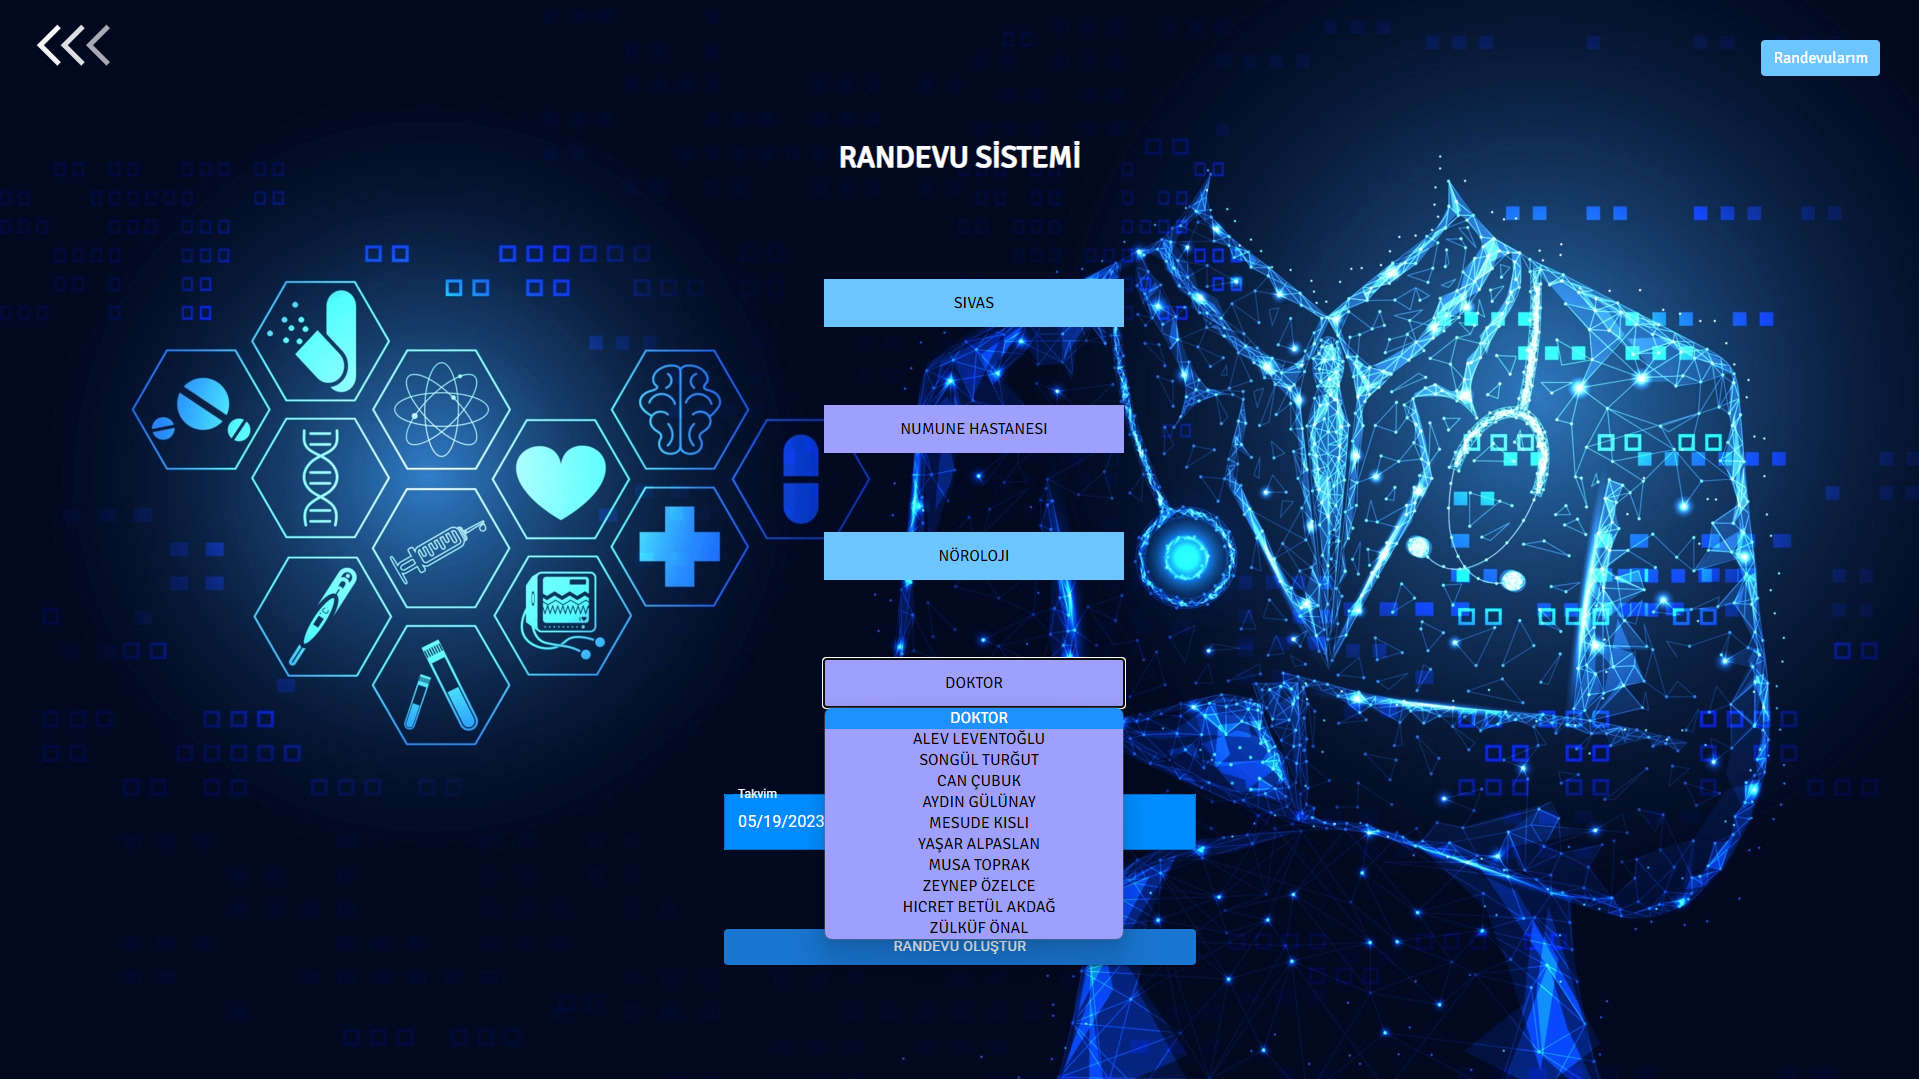 Randevularım
RANDEVU SİSTEMİ
SIVAS
NUMUNE HASTANESI
NÖROLOJI
DOKTOR
DOKTOR
ALEV LEVENTOĞLU
SONGÜL TURĞUT
CAN ÇUBUK
AYDIN GÜLÜNAY
MESUDE KISLI
YAŞAR ALPASLAN
MUSA TOPRAK
ZEYNEP ÖZELCE
HICRET BETÜL AKDAĞ
ZÜLKÜF ÖNAL
Takvim
05/19/2023
RANDEVU OLUŞTUR